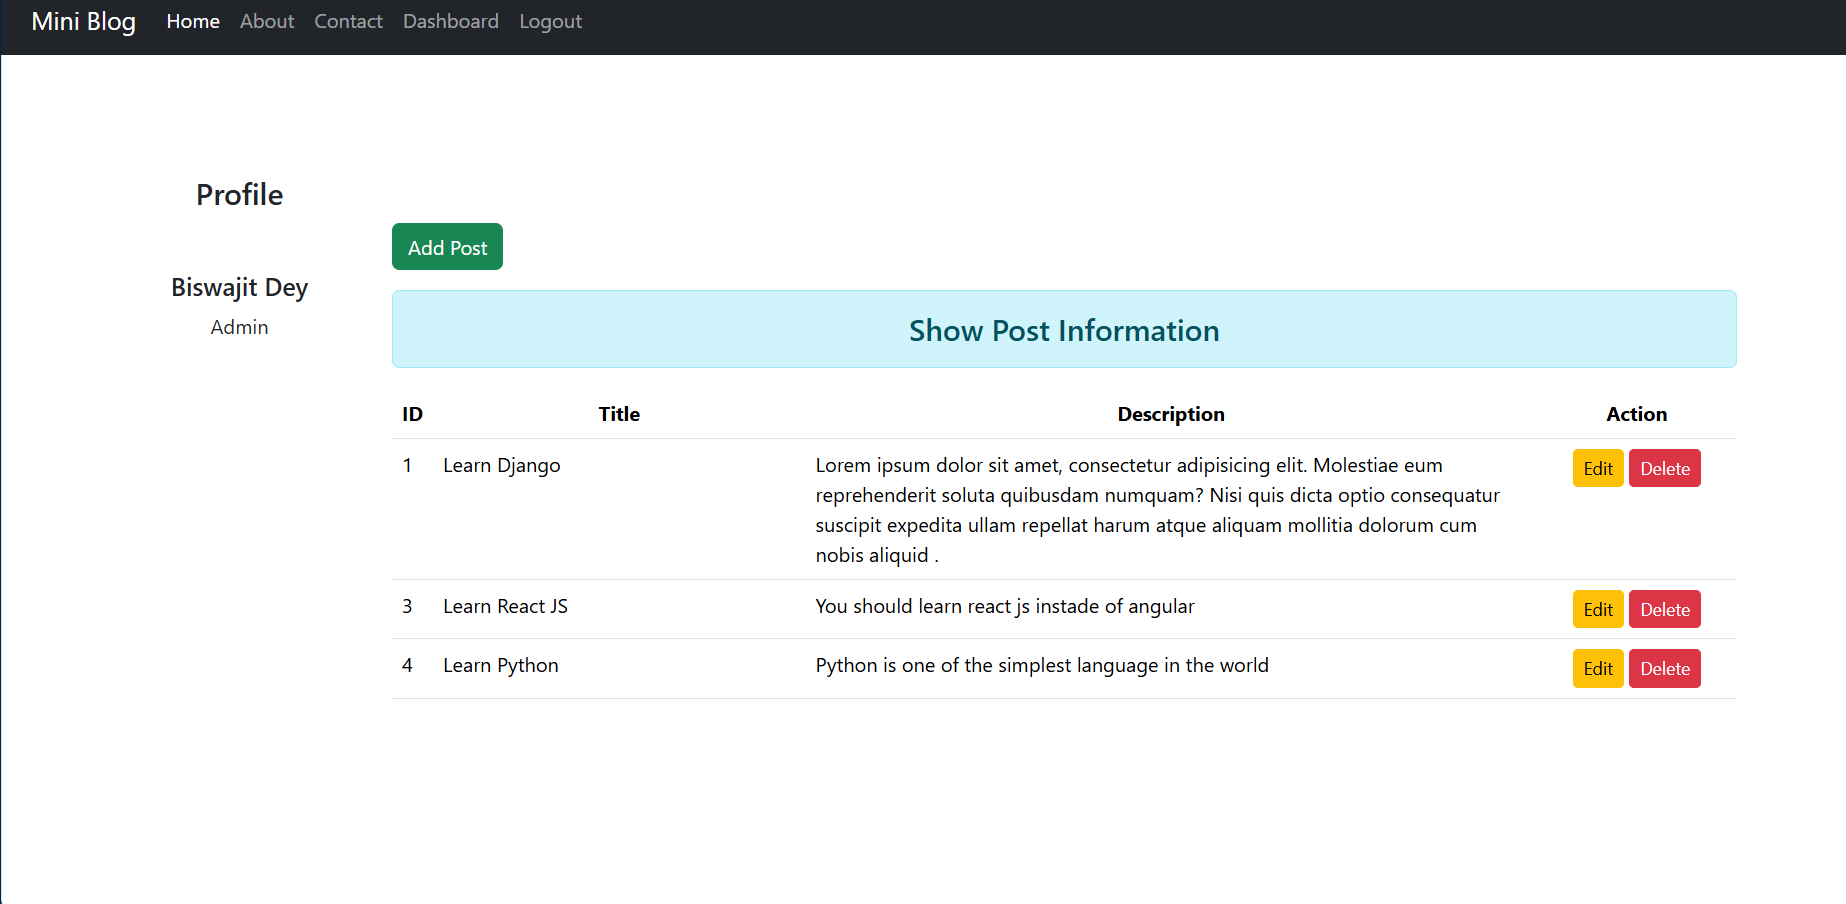 Mini Blog Home About Contact Dashboard Logout
Profile
Biswajit Dey
Admin
Add Post
Show Post Information
ID Title Description Action
1 Learn Django Lorem ipsum dolor sit amet, consectetur adipisicing elit. Molestiae eum Edit Delete
reprehenderit soluta quibusdam numquam? Nisi quis dicta optio consequatur
suscipit expedita ullam repellat harum atque aliquam mollitia dolorum cum
nobis aliquid .
3 Learn React JS You should learn react js instade of angular Edit Delete
4 Learn Python Python is one of the simplest language in the world Edit Delete